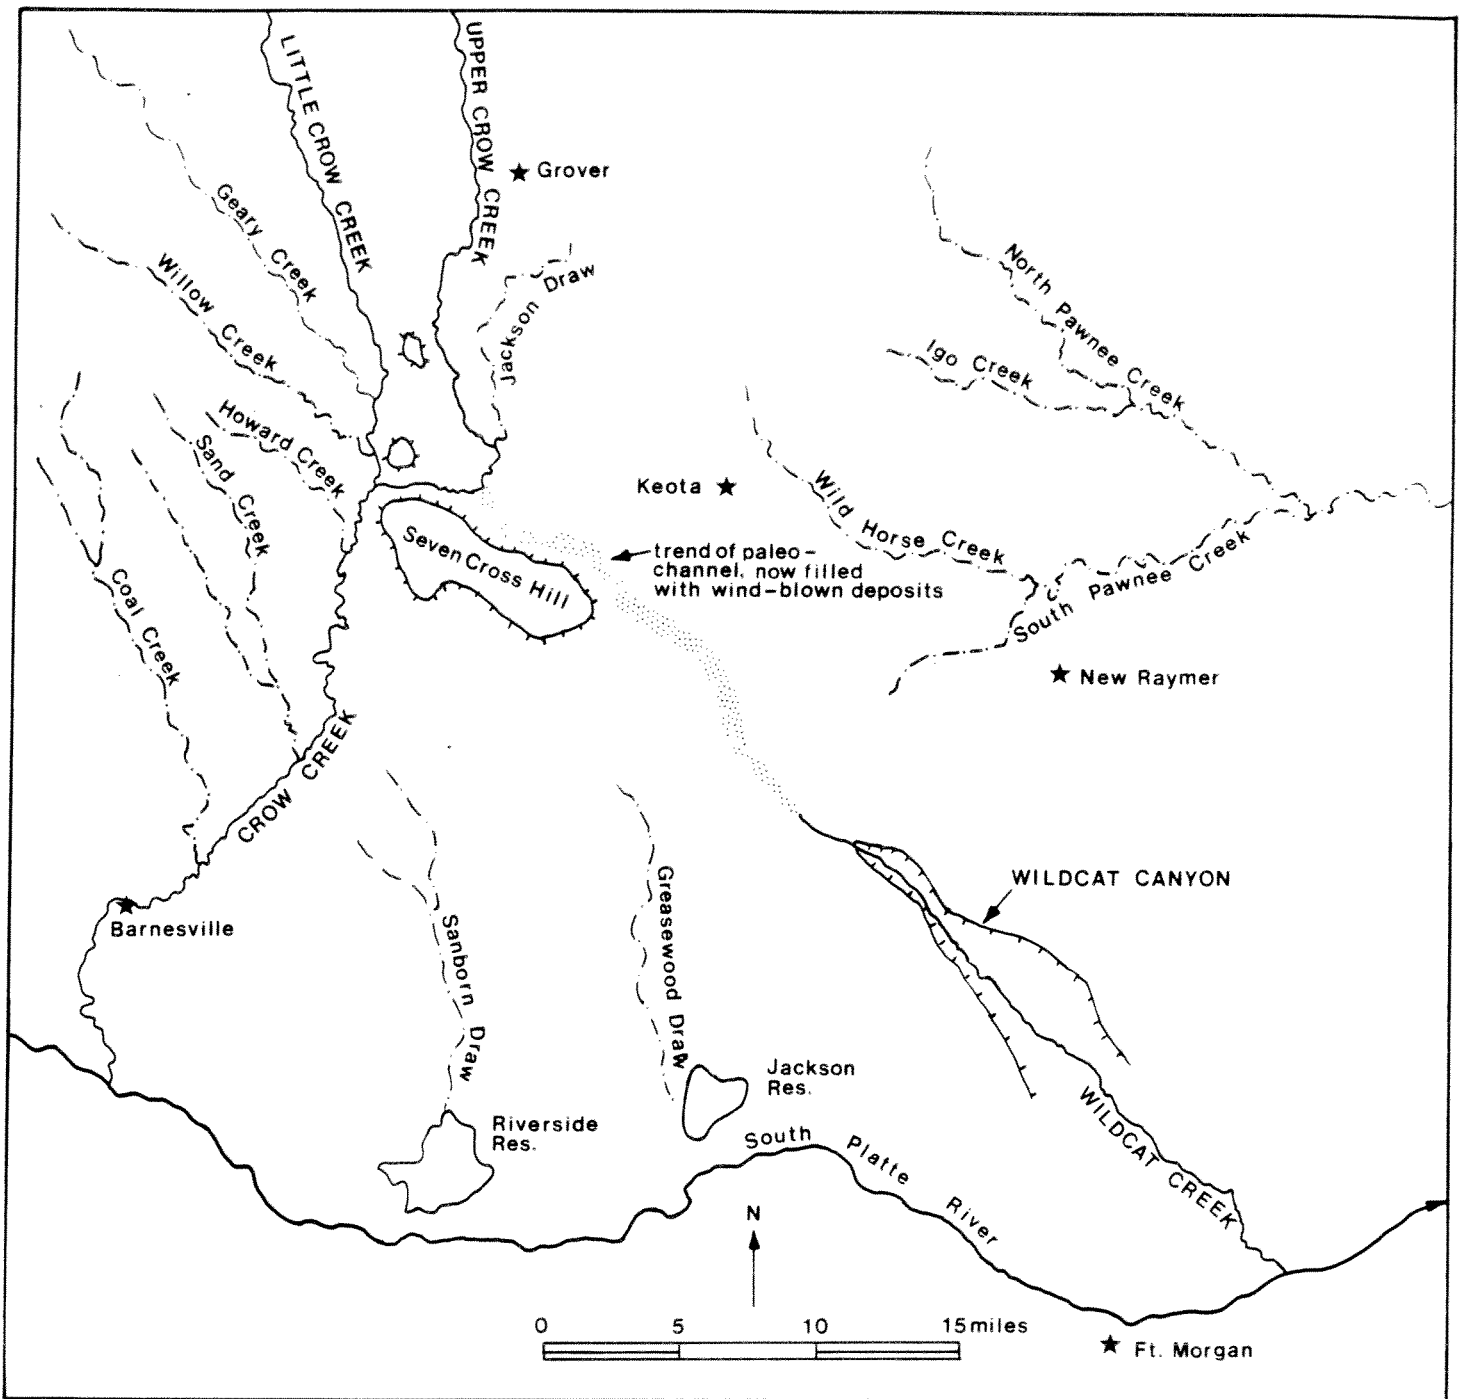 LITTLE CROW CREEK
UPPER CROW CREEK
Grover
Geary Creek
Jackson Draw
Willow Creek
North Pawnee Creek
Igo Creek
Howard Creek
Sand Creek
Keota
Wild Horse Creek
Seven Cross Hill
trend of paleo-
channel, now filled
with wind-blown deposits
South Pawnee Creek
Coal Creek
New Raymer
CROW CREEK
WILDCAT CANYON
Barnesville
Sanborn Draw
Greasewood Draw
Jackson
Res.
Riverside
Res.
WILDCAT CREEK
South Platte River
N
0 5 10 15 miles
Ft. Morgan